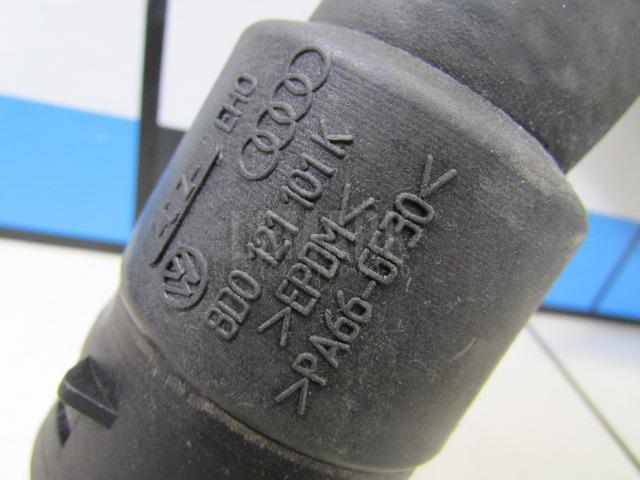 EHO
8D0 121 101 K
>EPDM<
>PA66-GF30<